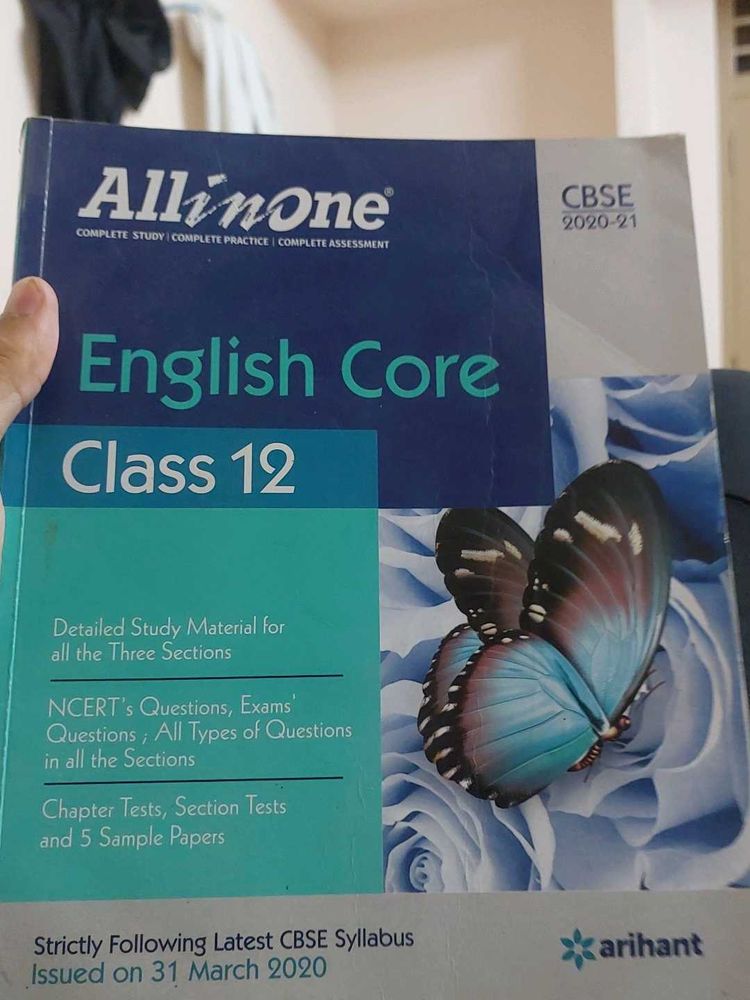 All in One®
COMPLETE STUDY | COMPLETE PRACTICE | COMPLETE ASSESSMENT
CBSE
2020-21
English Core
Class 12
Detailed Study Material for
all the Three Sections
NCERT's Questions, Exams'
Questions ; All Types of Questions
in all the Sections
Chapter Tests, Section Tests
and 5 Sample Papers
Strictly Following Latest CBSE Syllabus
Issued on 31 March 2020
arihant